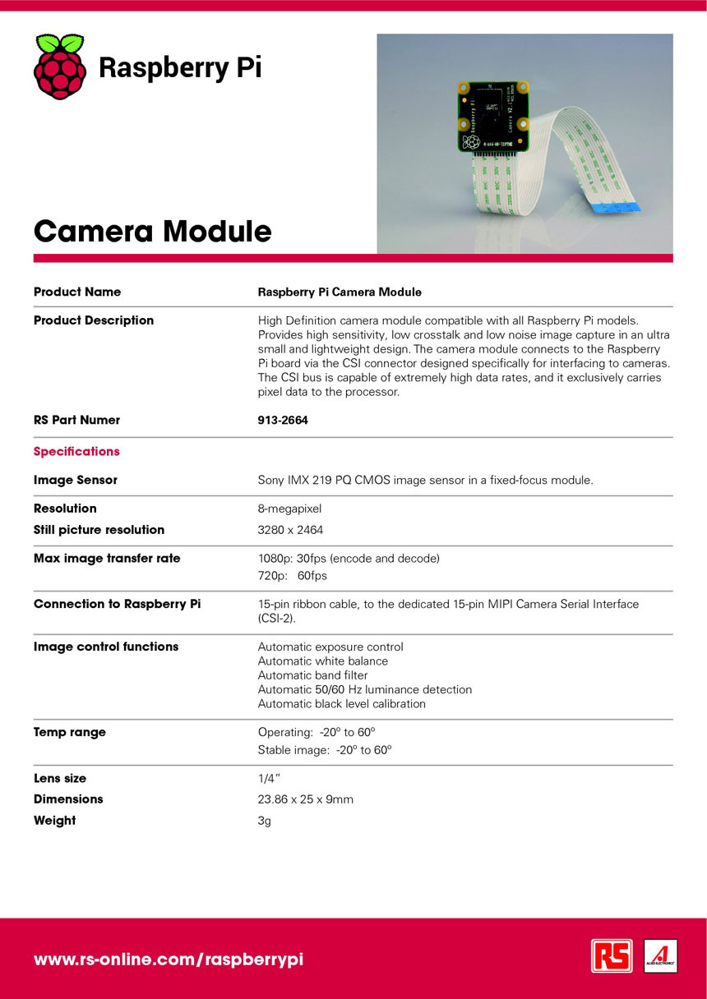 Raspberry Pi
Camera Module
Product Name
Raspberry Pi Camera Module
Product Description
High Definition camera module compatible with all Raspberry Pi models.
Provides high sensitivity, low crosstalk and low noise image capture in an ultra
small and lightweight design. The camera module connects to the Raspberry
Pi board via the CSI connector designed specifically for interfacing to cameras.
The CSI bus is capable of extremely high data rates, and it exclusively carries
pixel data to the processor.
RS Part Numer
913-2664
Specifications
Image Sensor
Sony IMX 219 PQ CMOS image sensor in a fixed-focus module.
Resolution
8-megapixel
Still picture resolution
3280 x 2464
Max image transfer rate
1080p: 30fps (encode and decode)
720p: 60fps
Connection to Raspberry Pi
15-pin ribbon cable, to the dedicated 15-pin MIPI Camera Serial Interface
(CSI-2).
Image control functions
Automatic exposure control
Automatic white balance
Automatic band filter
Automatic 50/60 Hz luminance detection
Automatic black level calibration
Temp range
Operating: -20º to 60º
Stable image: -20º to 60º
Lens size
1/4”
Dimensions
23.86 x 25 x 9mm
Weight
3g
www.rs-online.com/raspberrypi
RS
ALLIED ELECTRONICS